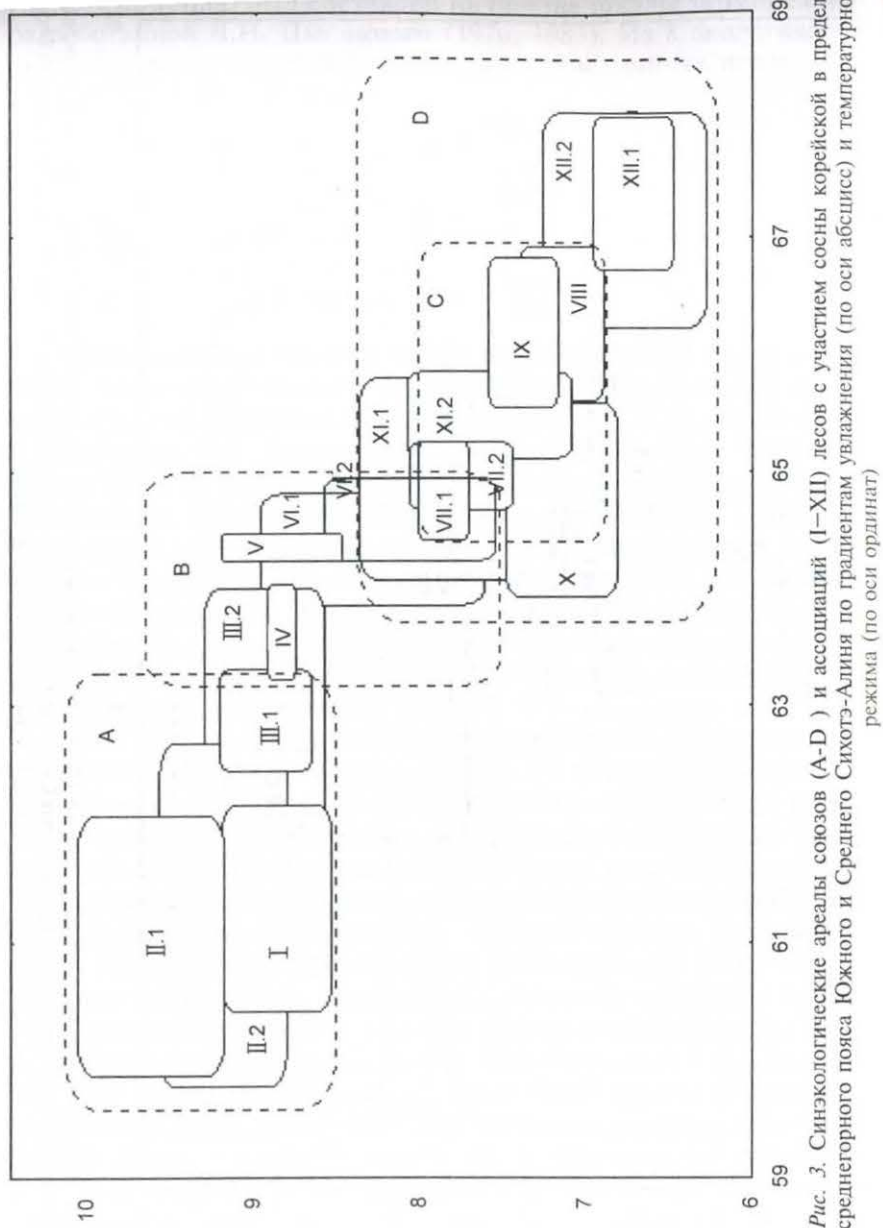 10
9
8
7
6
59
61
63
65
67
69
A
B
C
D
II.1
I
II.2
III.1
III.2
IV
V
VI.1
VI.2
VII.1
VII.2
XI.1
XI.2
X
IX
VIII
XII.2
XII.1
Рис. 3. Синэкологические ареалы союзов (A-D ) и ассоциаций (I–XII) лесов с участием сосны корейской в предел
среднегорного пояса Южного и Среднего Сихотэ-Алиня по градиентам увлажнения (по оси абсцисс) и температурно
режима (по оси ординат)